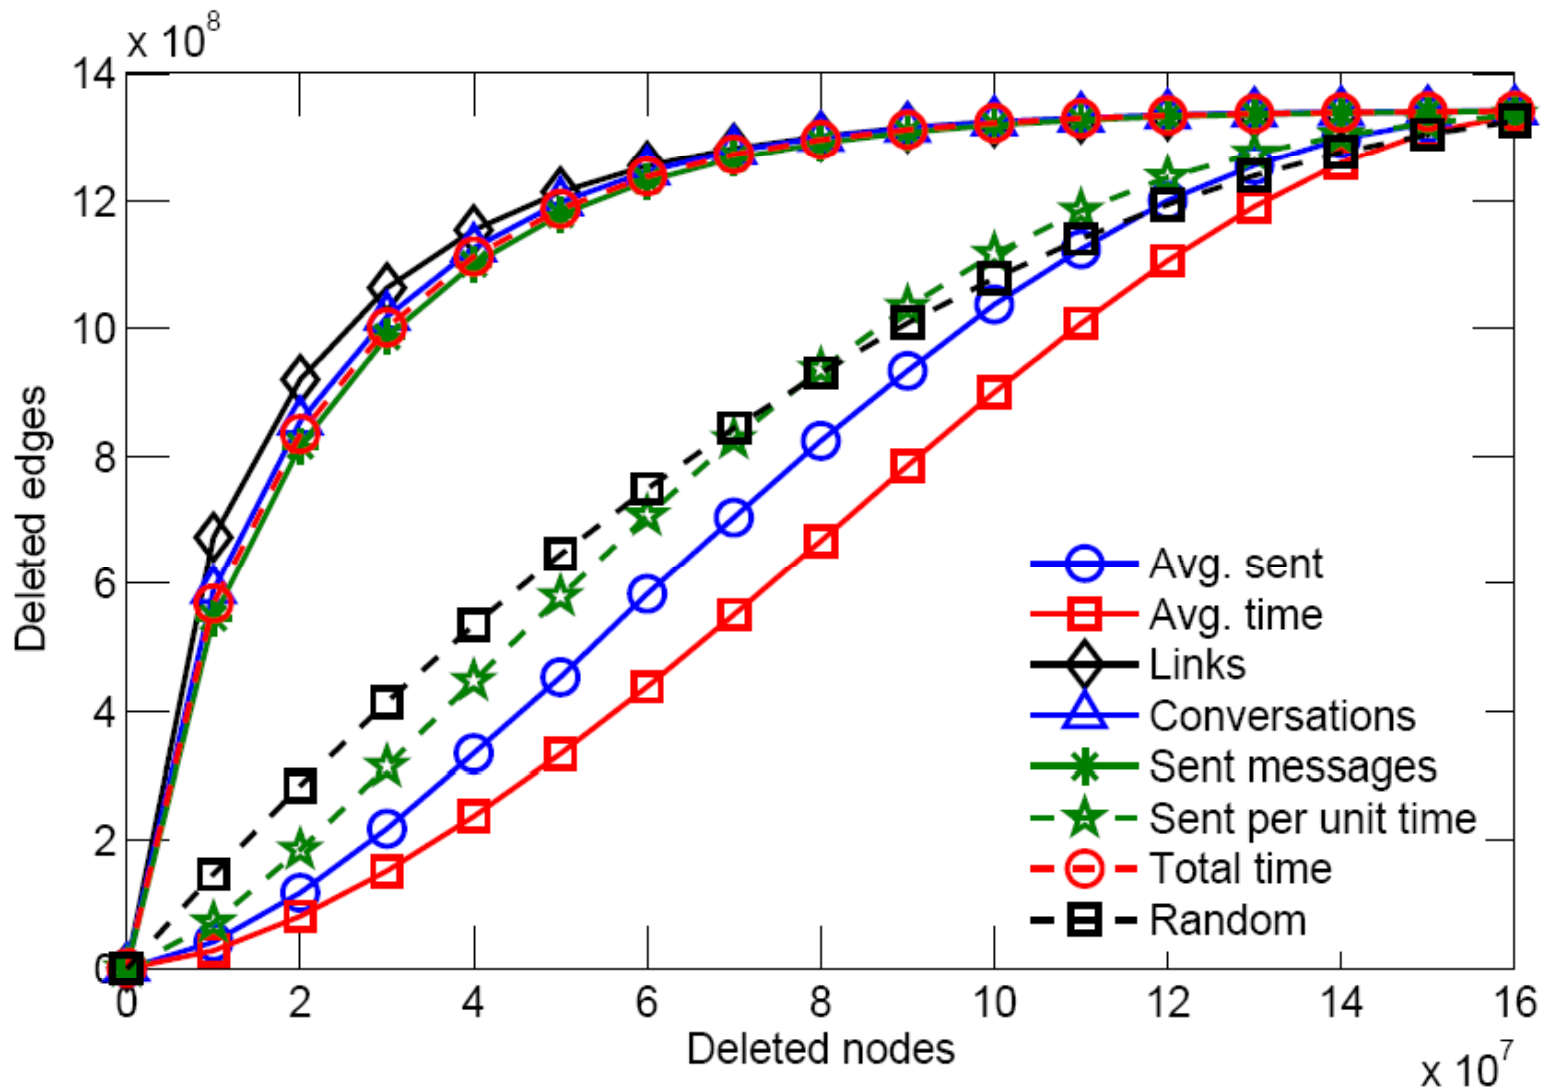 x 10^8
14
12
10
8
6
4
2
0
Deleted edges
0 2 4 6 8 10 12 14 16
Deleted nodes
x 10^7
Avg. sent
Avg. time
Links
Conversations
Sent messages
Sent per unit time
Total time
Random